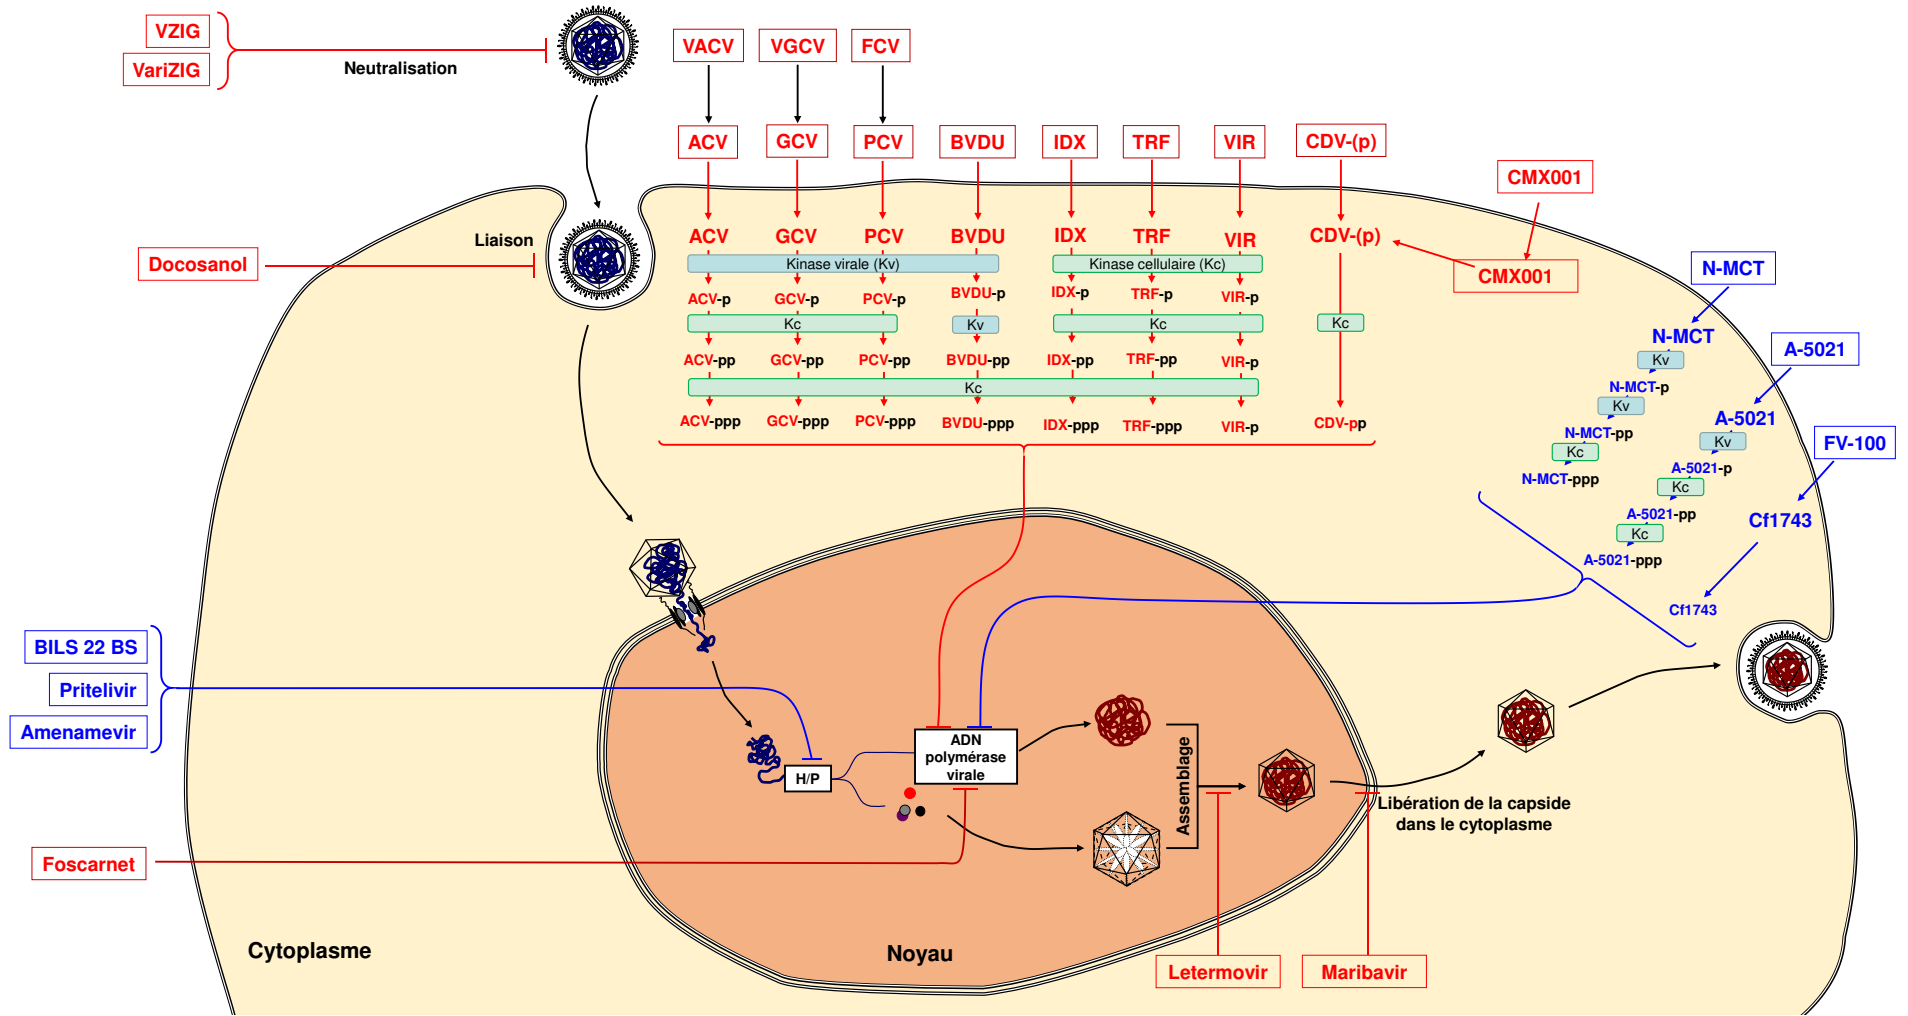 VZIG
VariZIG
Neutralisation
VACV
VGCV
FCV
ACV
GCV
PCV
BVDU
IDX
TRF
VIR
CDV-(p)
CMX001
Liaison
Docosanol
ACV
GCV
PCV
BVDU
IDX
TRF
VIR
CDV-(p)
CMX001
Kinase virale (Kv)
Kinase cellulaire (Kc)
ACV-p
GCV-p
PCV-p
BVDU-p
IDX-p
TRF-p
VIR-p
Kc
Kv
Kc
Kc
ACV-pp
GCV-pp
PCV-pp
BVDU-pp
IDX-pp
TRF-pp
VIR-p
Kc
ACV-ppp
GCV-ppp
PCV-ppp
BVDU-ppp
IDX-ppp
TRF-ppp
VIR-p
CDV-pp
N-MCT
N-MCT
Kv
N-MCT-p
Kv
N-MCT-pp
Kc
N-MCT-ppp
A-5021
A-5021
Kv
A-5021-p
Kc
A-5021-pp
Kc
A-5021-ppp
FV-100
Cf1743
Cf1743
BILS 22 BS
Pritelivir
Amenamevir
H/P
ADN
polymérase
virale
Assemblage
Libération de la capside
dans le cytoplasme
Foscarnet
Cytoplasme
Noyau
Letermovir
Maribavir